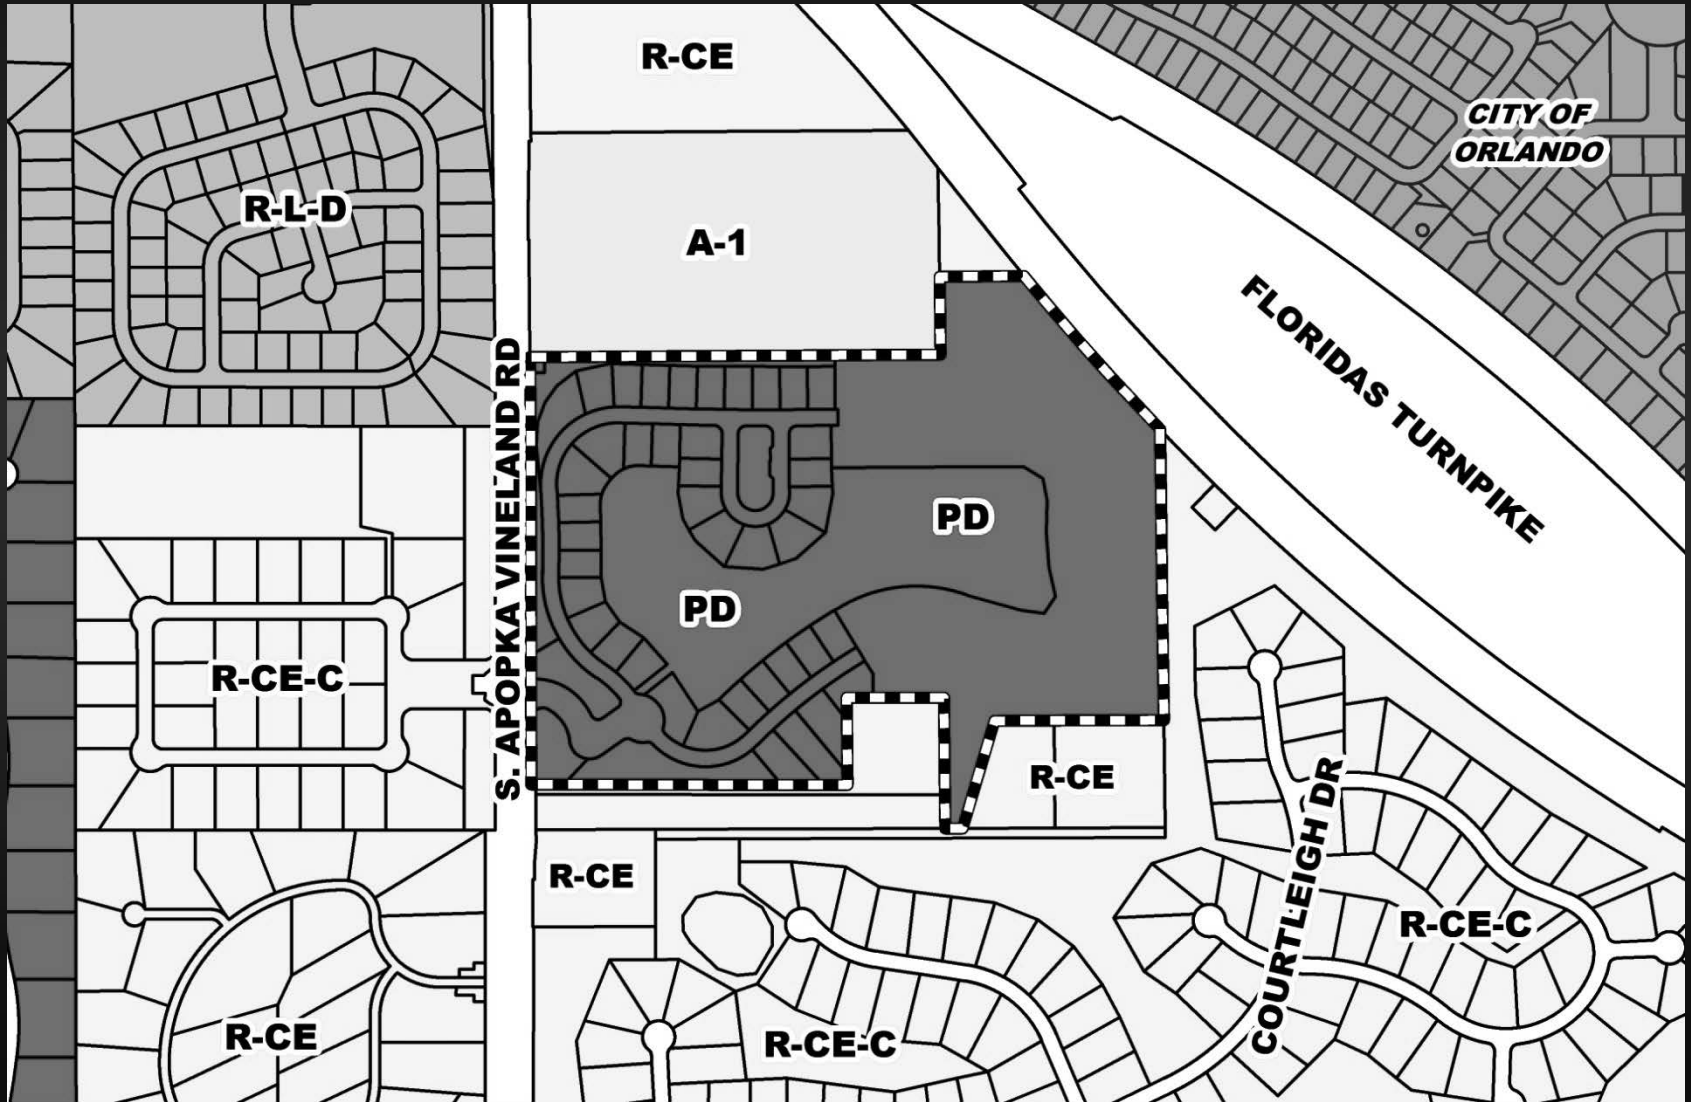 R-CE
CITY OF
ORLANDO
R-L-D
A-1
FLORIDAS TURNPIKE
S. APOPKA VINELAND RD
PD
PD
R-CE-C
R-CE
COURTLEIGH DR
R-CE
R-CE-C
R-CE
R-CE-C